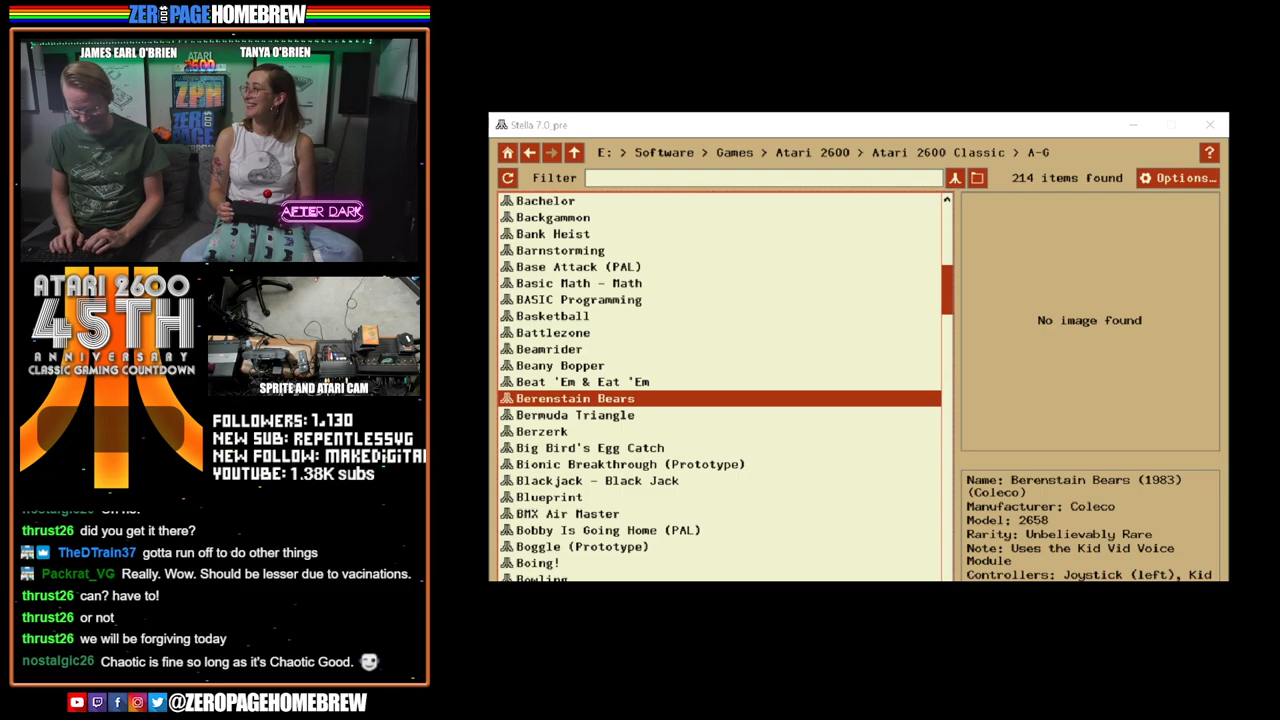 ZEROPAGE HOMEBREW
JAMES EARL O'BRIEN
TANYA O'BRIEN
ATARI
2600
ZPH
AFTER DARK
ATARI 2600
45TH
ANNIVERSARY
CLASSIC GAMING COUNTDOWN
SPRITE AND ATARI CAM
FOLLOWERS: 1,130
NEW SUB: REPENTLESSVG
NEW FOLLOW: MAKEDIGITA
YOUTUBE: 1.38K subs
thrust26 did you get it there?
TheDTrain37 gotta run off to do other things
Packrat_VG Really. Wow. Should be lesser due to vacinations.
thrust26 can? have to!
thrust26 or not
thrust26 we will be forgiving today
nostalgic26 Chaotic is fine so long as it's Chaotic Good.
@ZEROPAGEHOMEBREW
Stella 7.0_pre
E: > Software > Games > Atari 2600 > Atari 2600 Classic > A-G
?
Filter
214 items found
Options…
Bachelor
Backgammon
Bank Heist
Barnstorming
Base Attack (PAL)
Basic Math - Math
BASIC Programming
Basketball
Battlezone
Beamrider
Beany Bopper
Beat 'Em & Eat 'Em
Berenstain Bears
Bermuda Triangle
Berzerk
Big Bird's Egg Catch
Bionic Breakthrough (Prototype)
Blackjack - Black Jack
Blueprint
BMX Air Master
Bobby Is Going Home (PAL)
Boggle (Prototype)
Boing!
Bowling
No image found
Name: Berenstain Bears (1983)
(Coleco)
Manufacturer: Coleco
Model: 2658
Rarity: Unbelievably Rare
Note: Uses the Kid Vid Voice
Module
Controllers: Joystick (left), Kid